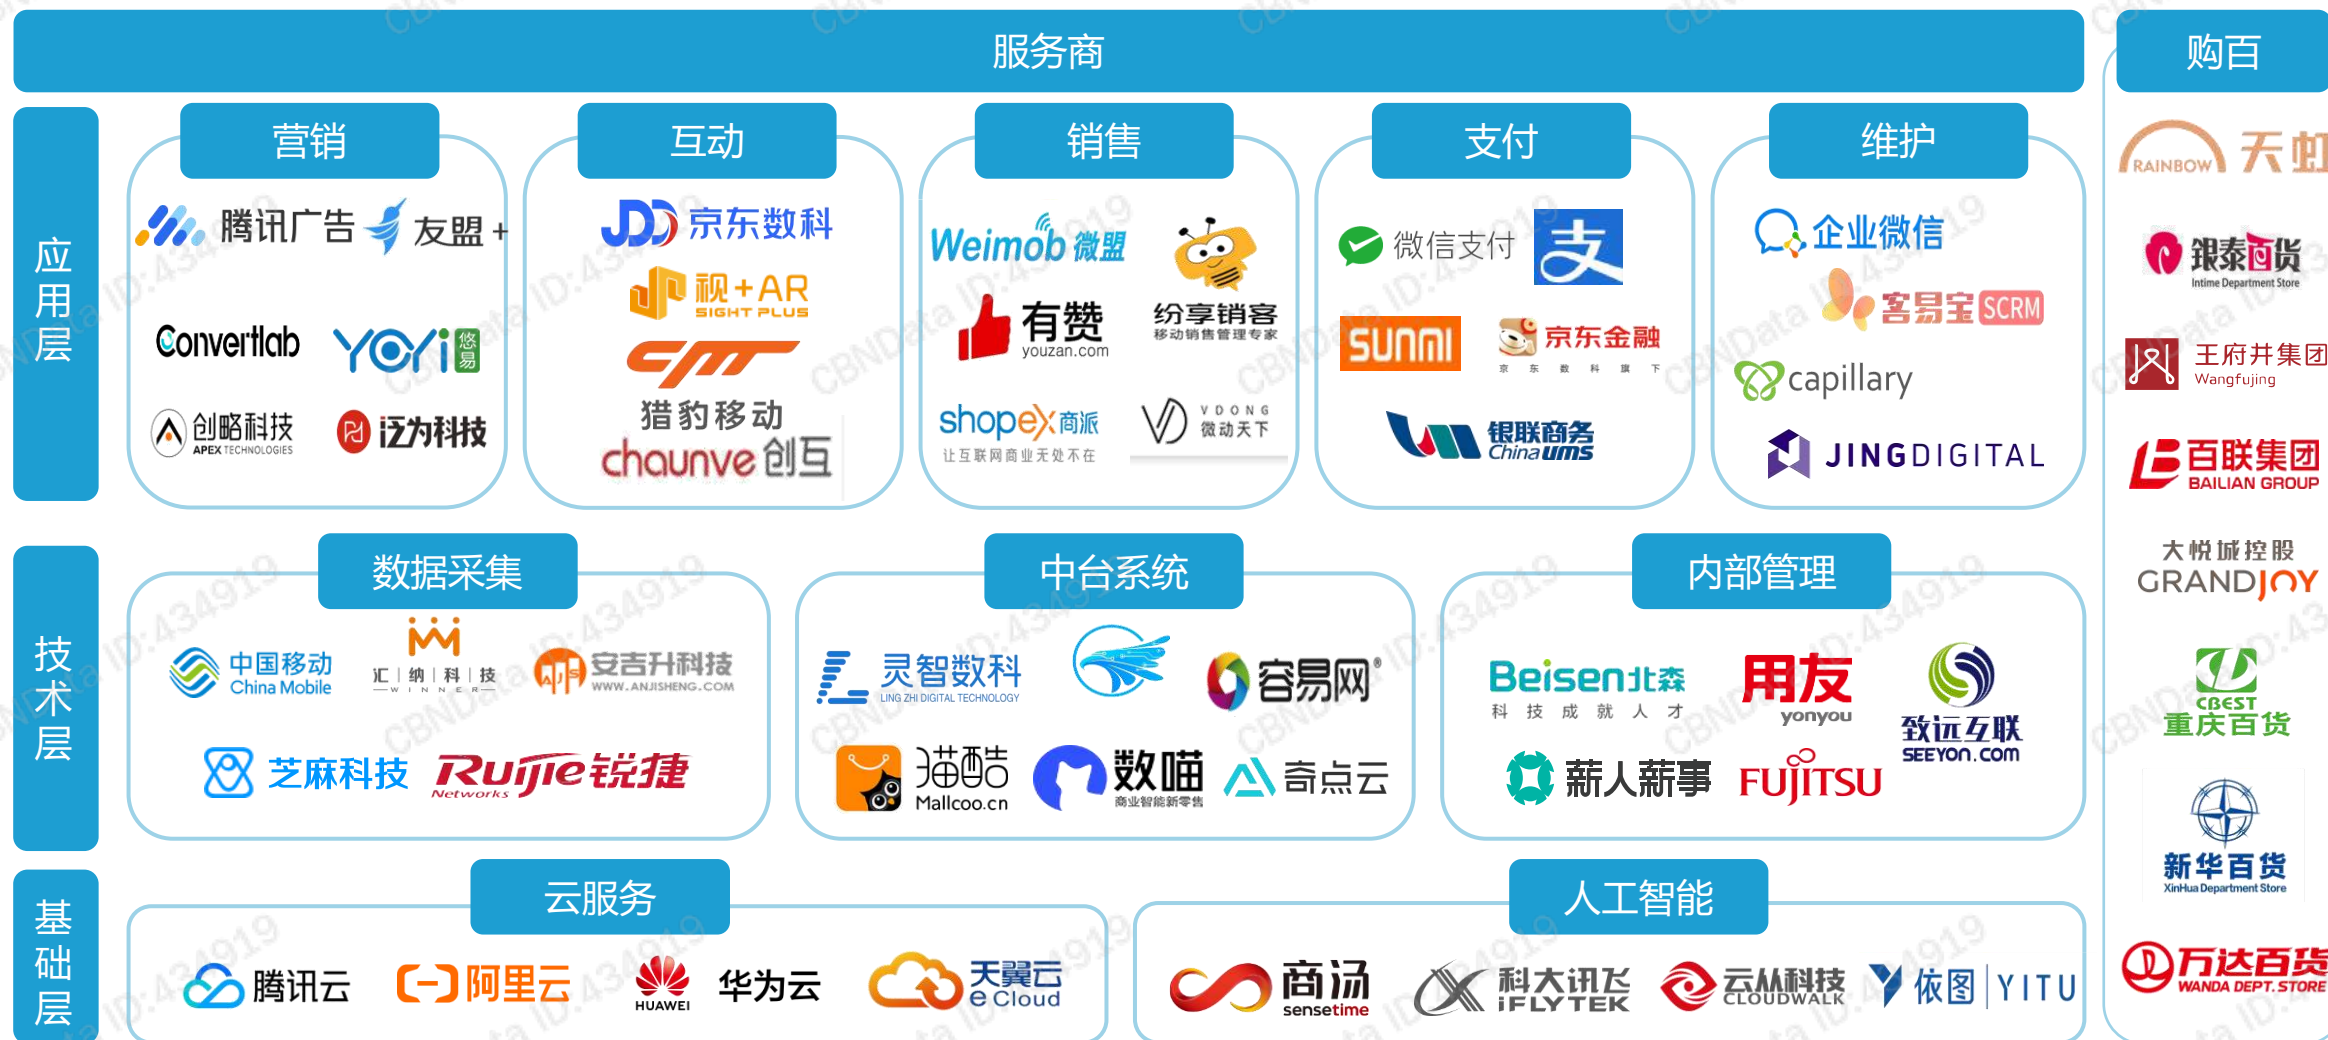 服务商
购百
应用层
营销
腾讯广告
友盟+
Convertlab
YOYi 悠易
创略科技
APEX TECHNOLOGIES
泛为科技
互动
JDD 京东数科
视+AR
SIGHT PLUS
cmt
猎豹移动
chaunve 创互
销售
Weimob 微盟
纷享销客
移动销售管理专家
有赞
youzan.com
shopex 商派
让互联网商业无处不在
VDONG
微动天下
支付
微信支付
支
SUNMI
京东金融
京东数科旗下
银联商务
China ums
维护
企业微信
客易宝 SCRM
capillary
JINGDIGITAL
技术层
数据采集
中国移动
China Mobile
汇|纳|科|技
WINNER
AJS
安吉升科技
WWW.ANJISHENG.COM
芝麻科技
Ruijie 锐捷
Networks
中台系统
灵智数科
LING ZHI DIGITAL TECHNOLOGY
容易网®
猫酷
Mallcoo.cn
数喵
商业智能新零售
奇点云
内部管理
Beisen 北森
科技成就人才
用友
yonyou
致远互联
SEEYON.COM
薪人薪事
FUJITSU
基础层
云服务
腾讯云
阿里云
HUAWEI
华为云
天翼云
e Cloud
人工智能
商汤
sensetime
科大讯飞
iFLYTEK
云从科技
CLOUDWALK
依图 | YITU
RAINBOW 天虹
银泰百货
Intime Department Store
王府井集团
Wangfujing
百联集团
BAILIAN GROUP
大悦城控股
GRANDJOY
CBEST
重庆百货
新华百货
XinHua Department Store
万达百货
WANDA DEPT. STORE
CBNData ID:434919